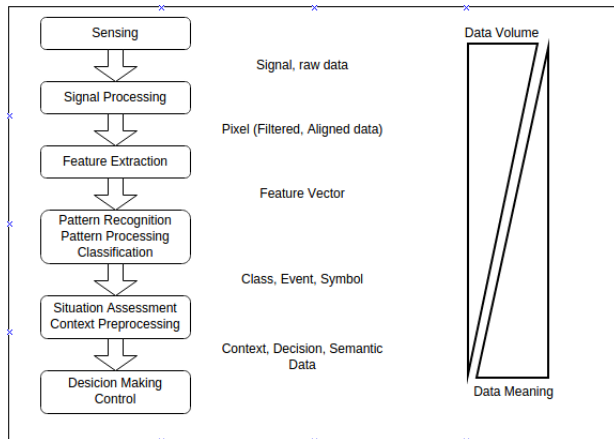 Sensing
Data Volume
Signal, raw data
Signal Processing
Pixel (Filtered, Aligned data)
Feature Extraction
Feature Vector
Pattern Recognition
Pattern Processing
Classification
Class, Event, Symbol
Situation Assessment
Context Preprocessing
Context, Decision, Semantic
Data
Desicion Making
Control
Data Meaning